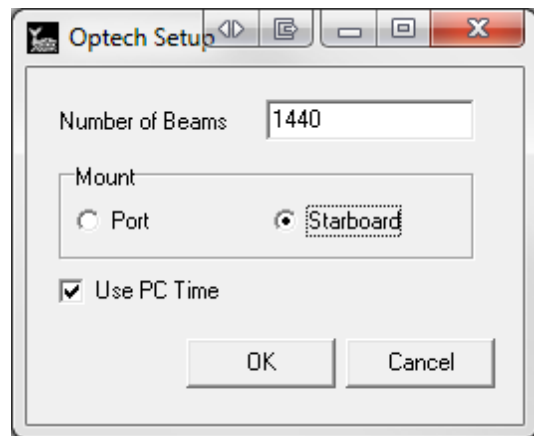 Optech Setup
Number of Beams 1440
Mount
Port Starboard
Use PC Time
OK Cancel